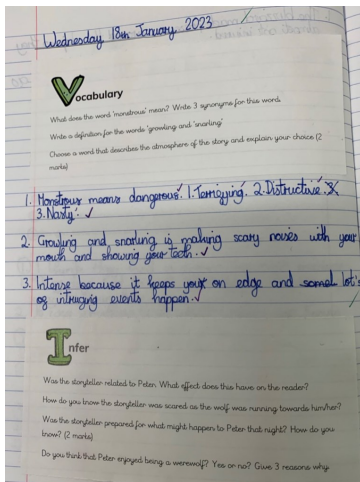 Wednesday 18th January 2023
Vocabulary
What does the word 'monstrous' mean? Write 3 synonyms for this word.
Write a definition for the words 'growling and 'snarling'
Choose a word that describes the atmosphere of the story and explain your choice (2
marks)
1. Monstrous means dangerous. 1. Terrifying. 2. Distructive. 3.
3. Nasty.
2. Growling and snarling is making scary noises with your
mouth and showing your teeth.
3. Intense because it keeps you on edge and lot's
of intruging events happen.
Infer
Was the storyteller related to Peter. What effect does this have on the reader?
How do you know the storyteller was scared as the wolf was running towards him/her?
Was the storyteller prepared for what might happen to Peter that night? How do you
know? (2 marks)
Do you think that Peter enjoyed being a werewolf? Yes or no? Give 3 reasons why